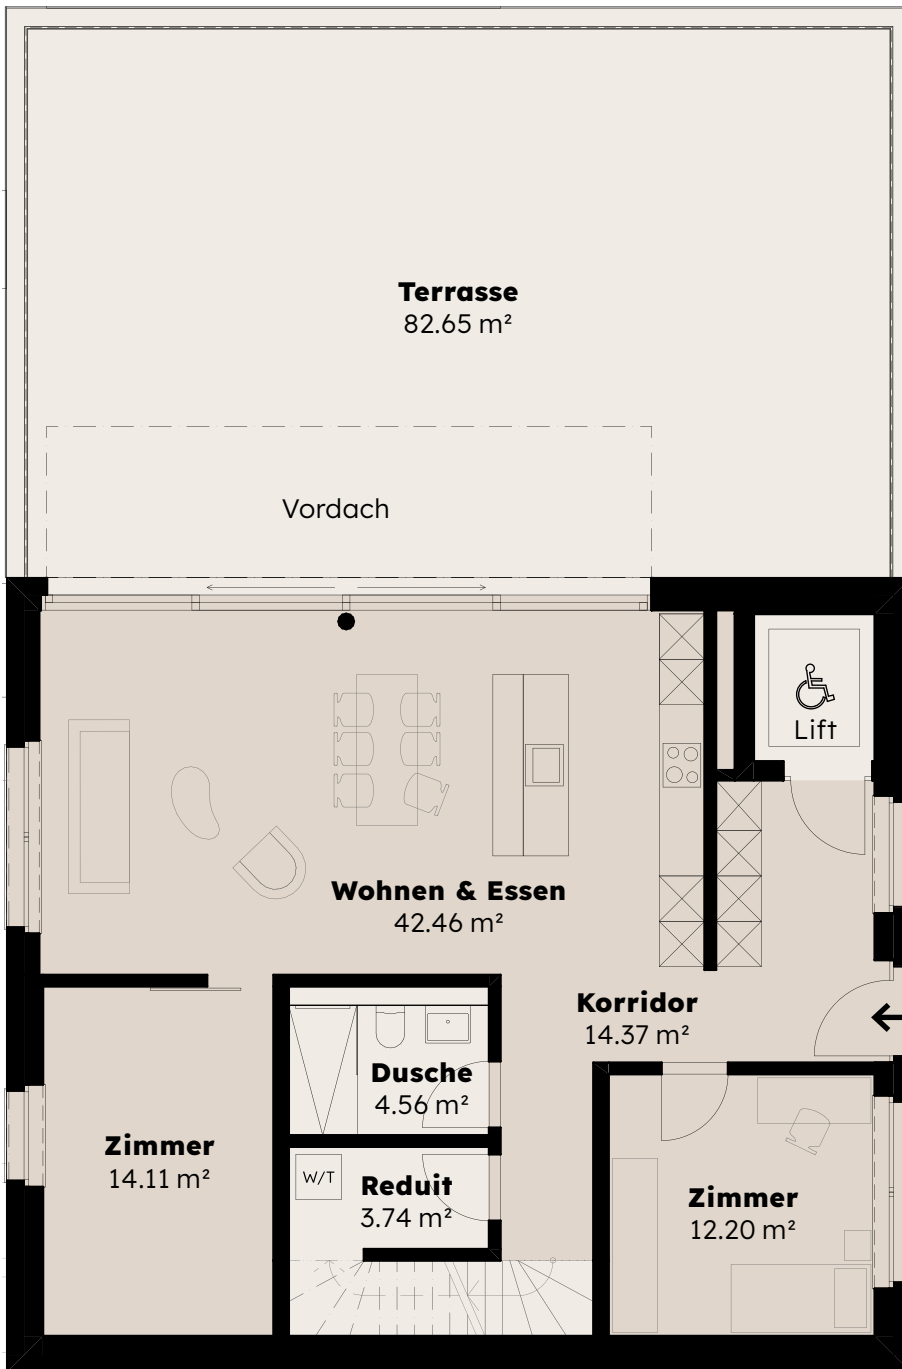 Terrasse
82.65 m²
Vordach
Lift
Wohnen & Essen
42.46 m²
Korridor
14.37 m²
Dusche
4.56 m²
Zimmer
14.11 m²
W/T
Reduit
3.74 m²
Zimmer
12.20 m²